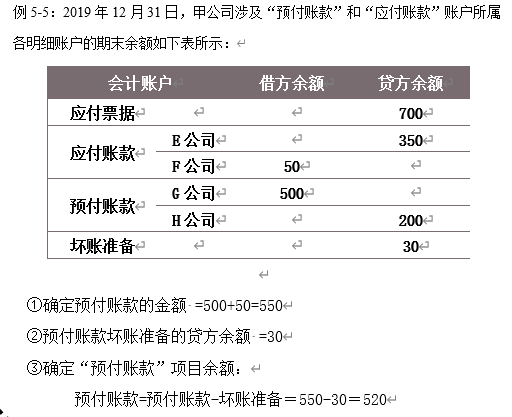 例 5-5：2019 年 12 月 31 日，甲公司涉及“预付账款”和“应付账款”账户所属
各明细账户的期末余额如下表所示：
会计账户 借方余额 贷方余额
应付票据 700
应付账款 E 公司 350
F 公司 50
预付账款 G 公司 500
H 公司 200
坏账准备 30
①确定预付账款的金额 =500+50=550
②预付账款坏账准备的贷方余额 =30
③确定“预付账款”项目余额：
预付账款=预付账款-坏账准备＝550-30＝520